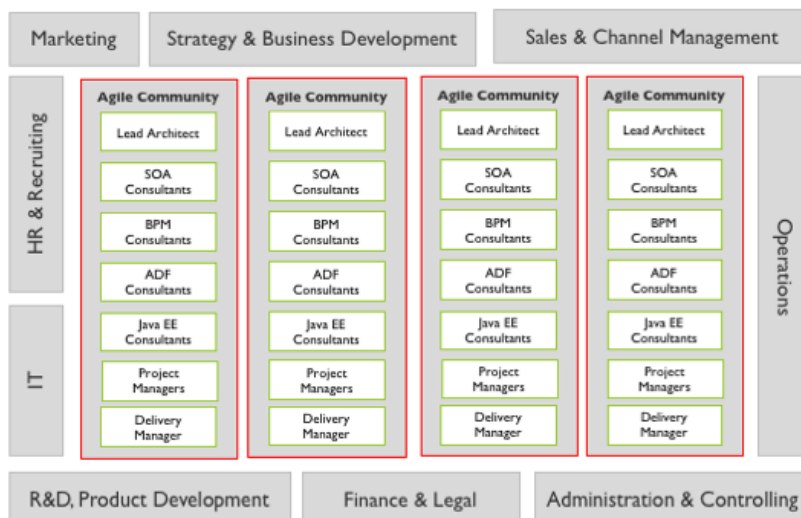 Marketing
Strategy & Business Development
Sales & Channel Management
HR & Recruiting
IT
Agile Community
Lead Architect
SOA
Consultants
BPM
Consultants
ADF
Consultants
Java EE
Consultants
Project
Managers
Delivery
Manager
Agile Community
Lead Architect
SOA
Consultants
BPM
Consultants
ADF
Consultants
Java EE
Consultants
Project
Managers
Delivery
Manager
Agile Community
Lead Architect
SOA
Consultants
BPM
Consultants
ADF
Consultants
Java EE
Consultants
Project
Managers
Delivery
Manager
Agile Community
Lead Architect
SOA
Consultants
BPM
Consultants
ADF
Consultants
Java EE
Consultants
Project
Managers
Delivery
Manager
Operations
R&D, Product Development
Finance & Legal
Administration & Controlling